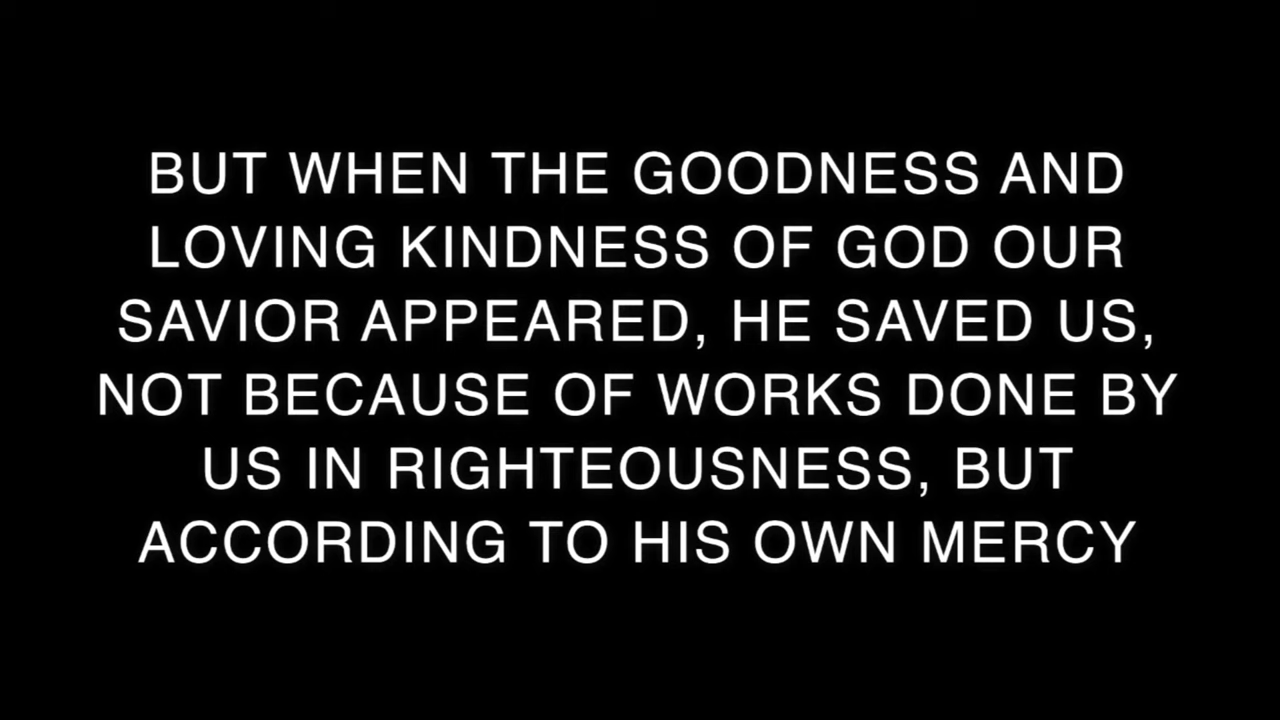 BUT WHEN THE GOODNESS AND
LOVING KINDNESS OF GOD OUR
SAVIOR APPEARED, HE SAVED US,
NOT BECAUSE OF WORKS DONE BY
US IN RIGHTEOUSNESS, BUT
ACCORDING TO HIS OWN MERCY